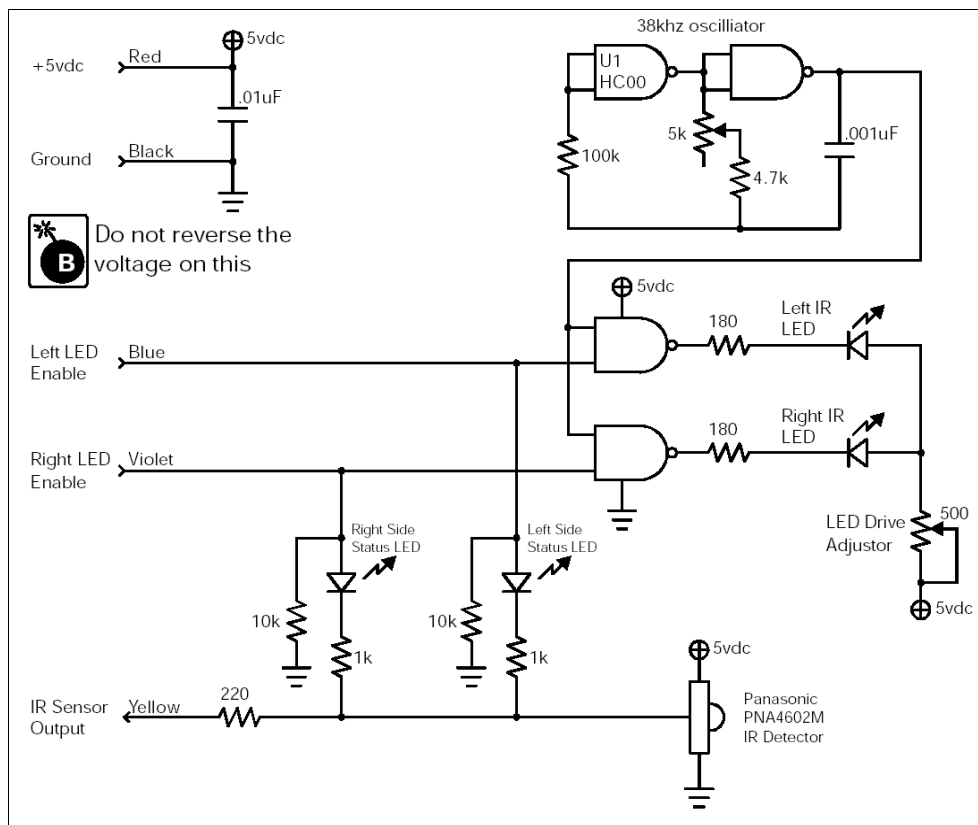 38khz oscilliator
5vdc
+5vdc
Red
.01uF
Ground
Black
U1
HC00
5k
100k
4.7k
.001uF
B
Do not reverse the
voltage on this
5vdc
Left LED
Enable
Blue
180
Left IR
LED
Right LED
Enable
Violet
180
Right IR
LED
Right Side
Status LED
Left Side
Status LED
LED Drive
Adjustor
500
5vdc
10k
1k
10k
1k
5vdc
IR Sensor
Output
Yellow
220
Panasonic
PNA4602M
IR Detector